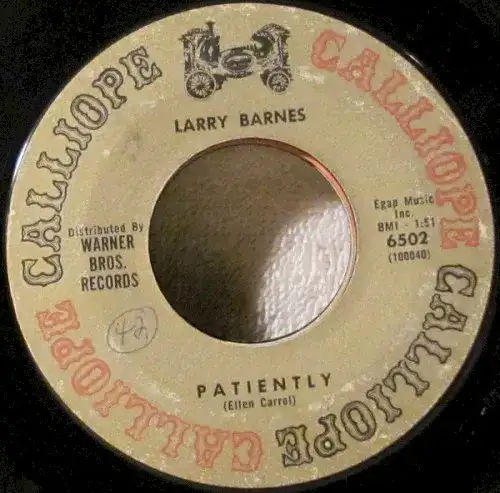 CALLIOPE CALLIOPE CALLIOPE CALLIOPE
LARRY BARNES
Distributed By
WARNER
BROS.
RECORDS
Egap Music
Inc.
BMI - 1:51
6502
(100040)
42
PATIENTLY
(Ellen Carrol)